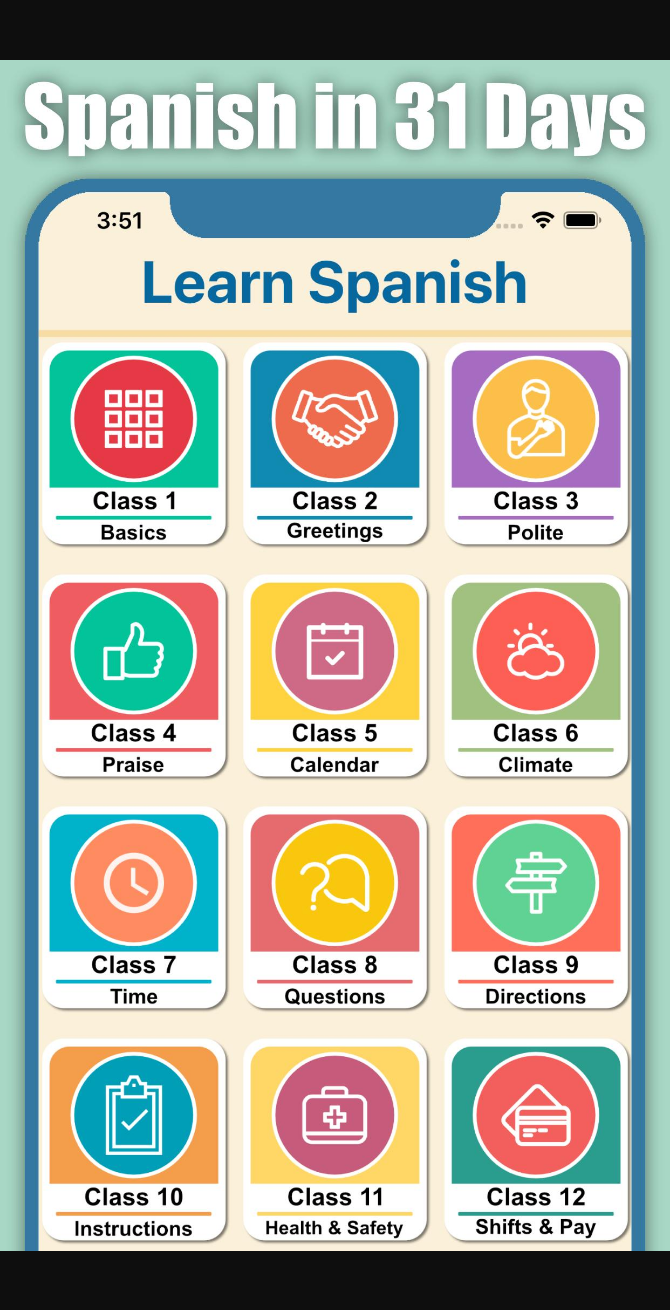 Spanish in 31 Days
3:51
Learn Spanish
Class 1
Basics
Class 2
Greetings
Class 3
Polite
Class 4
Praise
Class 5
Calendar
Class 6
Climate
Class 7
Time
Class 8
Questions
Class 9
Directions
Class 10
Instructions
Class 11
Health & Safety
Class 12
Shifts & Pay